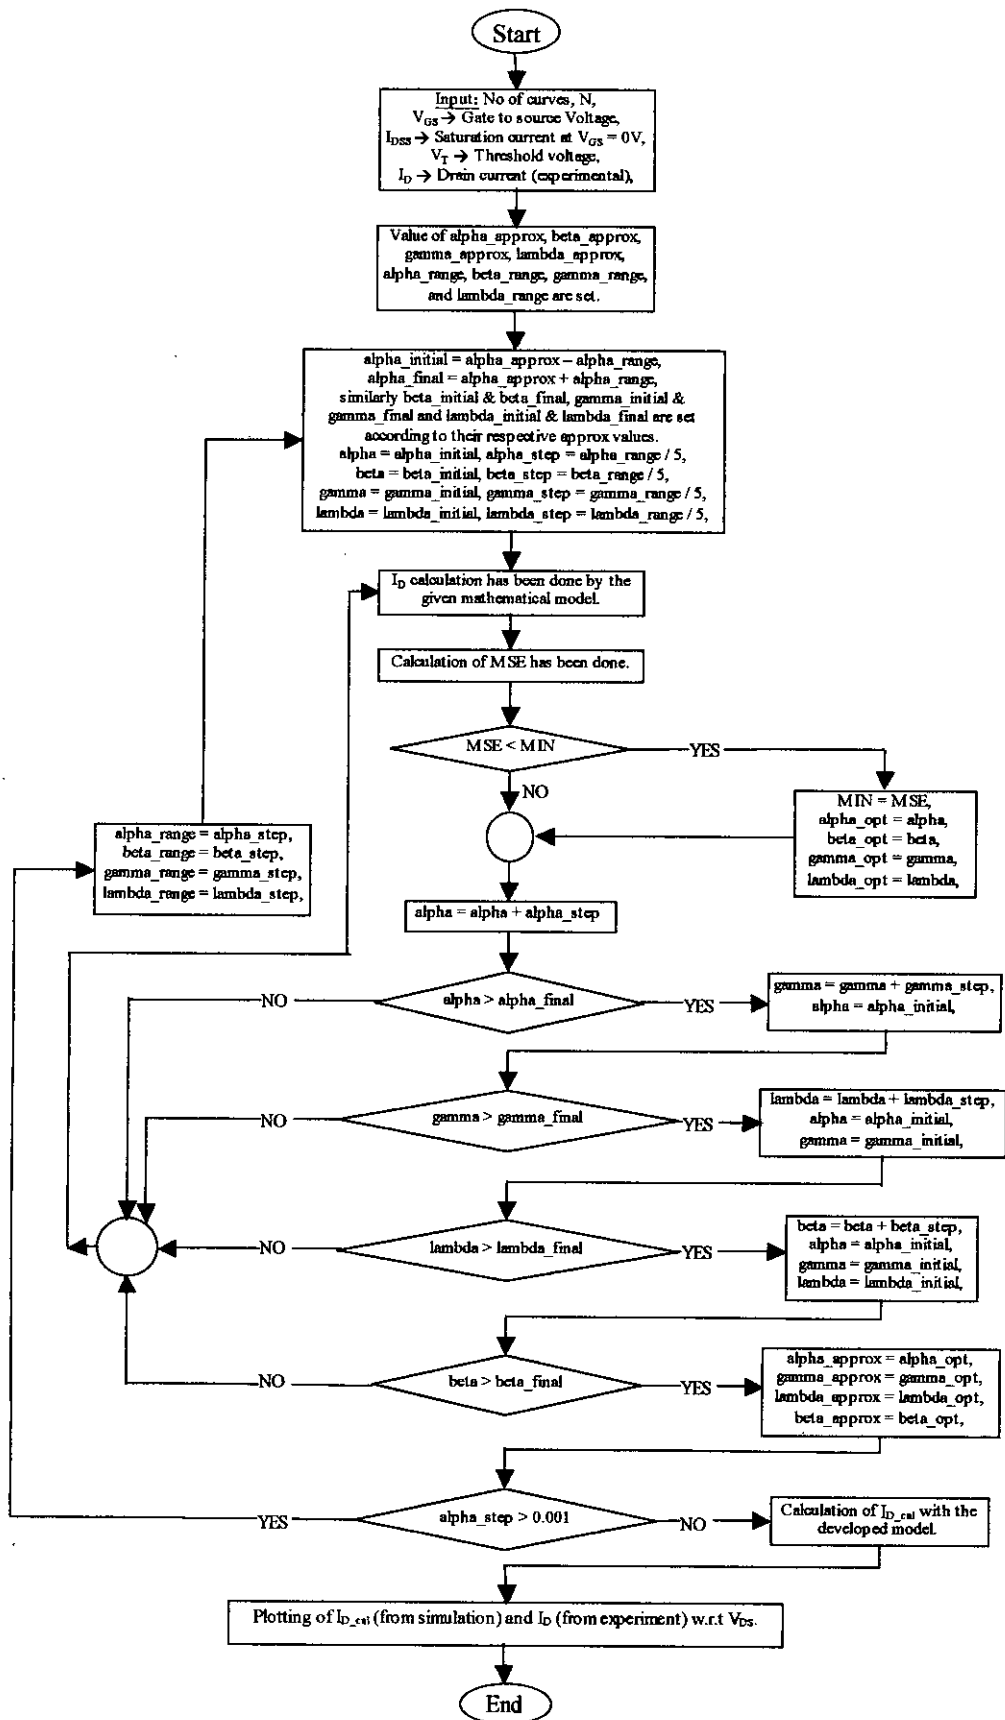 Start
Input: No of curves, N,
V_GS → Gate to source Voltage,
I_DSS → Saturation current at V_GS = 0V,
V_T → Threshold voltage,
I_D → Drain current (experimental),
Value of alpha_approx, beta_approx,
gamma_approx, lambda_approx,
alpha_range, beta_range, gamma_range,
and lambda_range are set.
alpha_initial = alpha_approx – alpha_range,
alpha_final = alpha_approx + alpha_range,
similarly beta_initial & beta_final, gamma_initial &
gamma_final and lambda_initial & lambda_final are set
according to their respective approx values.
alpha = alpha_initial, alpha_step = alpha_range / 5,
beta = beta_initial, beta_step = beta_range / 5,
gamma = gamma_initial, gamma_step = gamma_range / 5,
lambda = lambda_initial, lambda_step = lambda_range / 5,
I_D calculation has been done by the
given mathematical model.
Calculation of MSE has been done.
MSE < MIN
YES
NO
MIN = MSE,
alpha_opt = alpha,
beta_opt = beta,
gamma_opt = gamma,
lambda_opt = lambda,
alpha_range = alpha_step,
beta_range = beta_step,
gamma_range = gamma_step,
lambda_range = lambda_step,
alpha = alpha + alpha_step
NO
alpha > alpha_final
YES
gamma = gamma + gamma_step,
alpha = alpha_initial,
NO
gamma > gamma_final
YES
lambda = lambda + lambda_step,
alpha = alpha_initial,
gamma = gamma_initial,
NO
lambda > lambda_final
YES
beta = beta + beta_step,
alpha = alpha_initial,
gamma = gamma_initial,
lambda = lambda_initial,
NO
beta > beta_final
YES
alpha_approx = alpha_opt,
gamma_approx = gamma_opt,
lambda_approx = lambda_opt,
beta_approx = beta_opt,
YES
alpha_step > 0.001
NO
Calculation of I_D_cal with the
developed model.
Plotting of I_D_cal (from simulation) and I_D (from experiment) w.r.t V_DS.
End